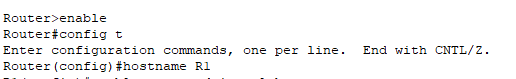 Router>enable
Router#config t
Enter configuration commands, one per line.  End with CNTL/Z.
Router(config)#hostname R1